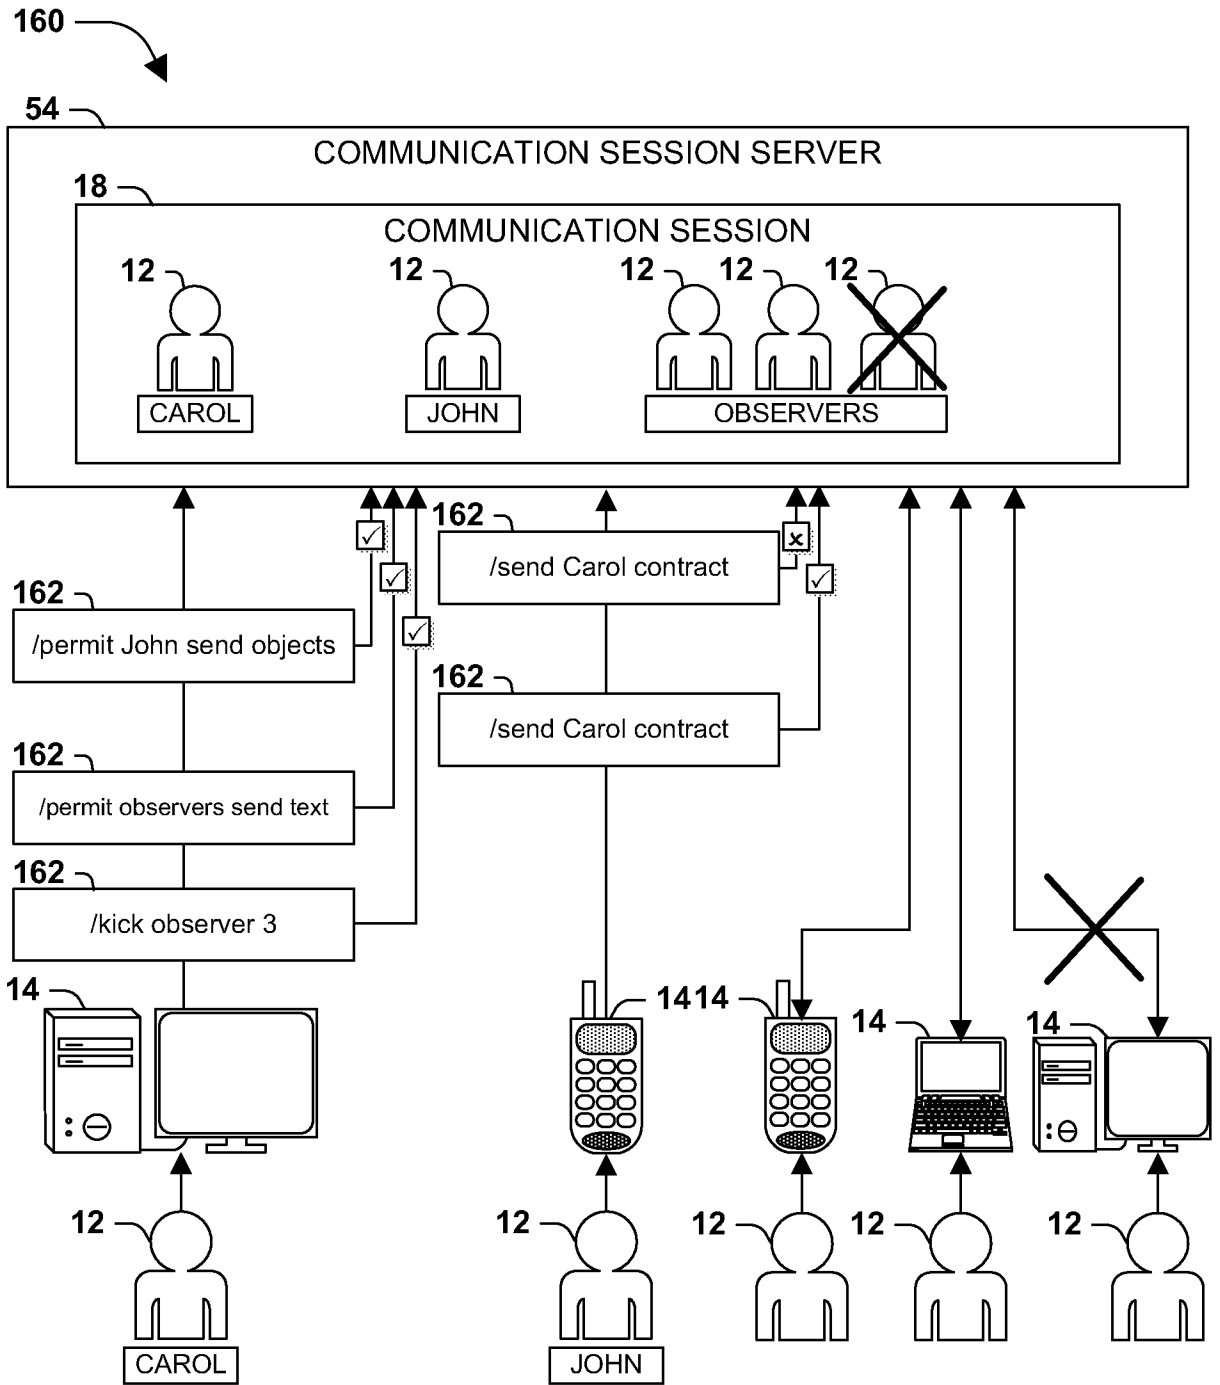 160
54
COMMUNICATION SESSION SERVER
18
COMMUNICATION SESSION
12 12 12 12 12
CAROL JOHN OBSERVERS
162
/send Carol contract
162
/permit John send objects
162
/send Carol contract
162
/permit observers send text
162
/kick observer 3
14 14 14 14 14
12 12 12 12 12
CAROL JOHN